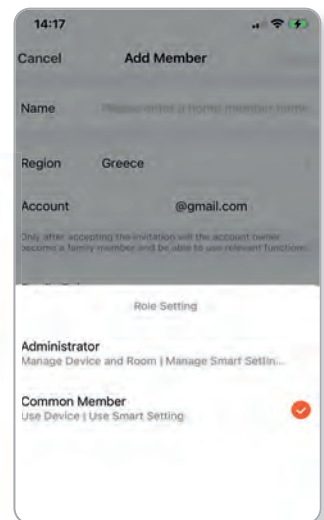 14:17
Cancel Add Member
Name Please enter a home member name
Region Greece
Account @gmail.com
Only after accepting the invitation will the account owner
become a family member and be able to use relevant functions.
Role Setting
Administrator
Manage Device and Room | Manage Smart Settin...
Common Member
Use Device | Use Smart Setting